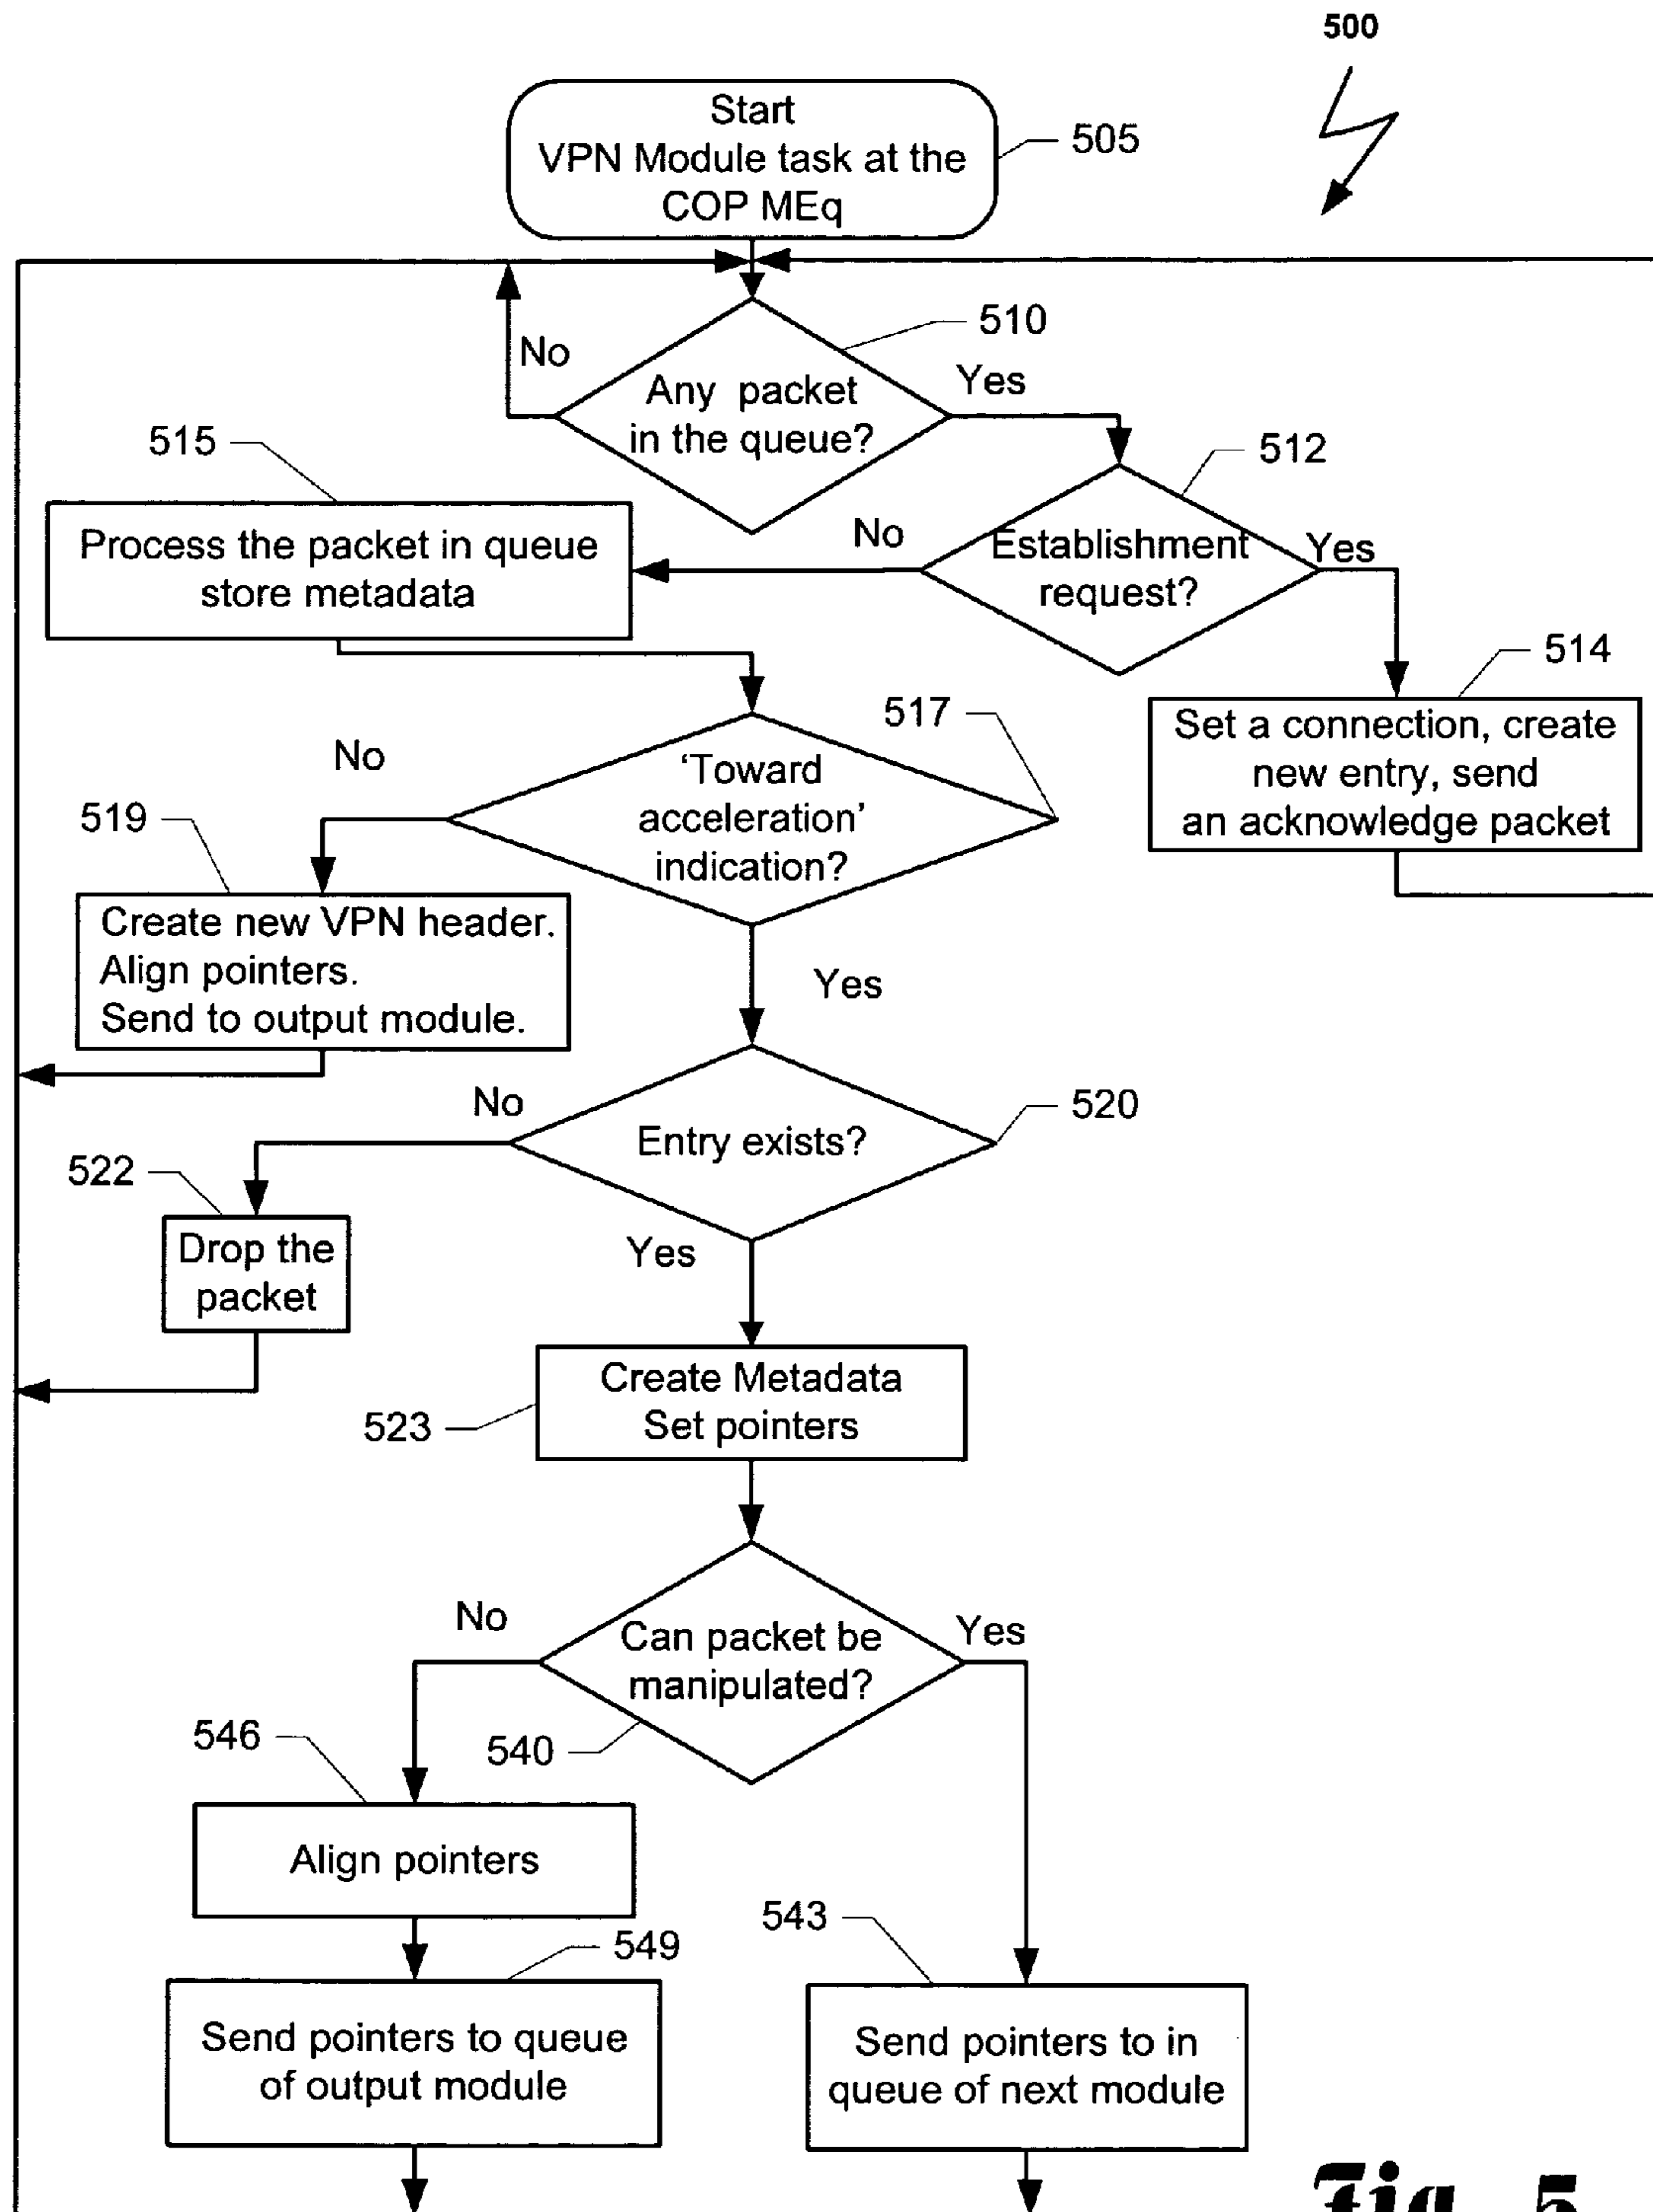 500
Start
VPN Module task at the
COP MEq
505
510
No
Any packet
in the queue?
Yes
515
512
Process the packet in queue
store metadata
No
Establishment
request?
Yes
514
Set a connection, create
new entry, send
an acknowledge packet
517
No
'Toward
acceleration'
indication?
519
Create new VPN header.
Align pointers.
Send to output module.
Yes
No
520
Entry exists?
522
Drop the
packet
Yes
Create Metadata
Set pointers
523
No
Can packet be
manipulated?
Yes
546
540
Align pointers
543
549
Send pointers to queue
of output module
Send pointers to in
queue of next module
Fig. 5